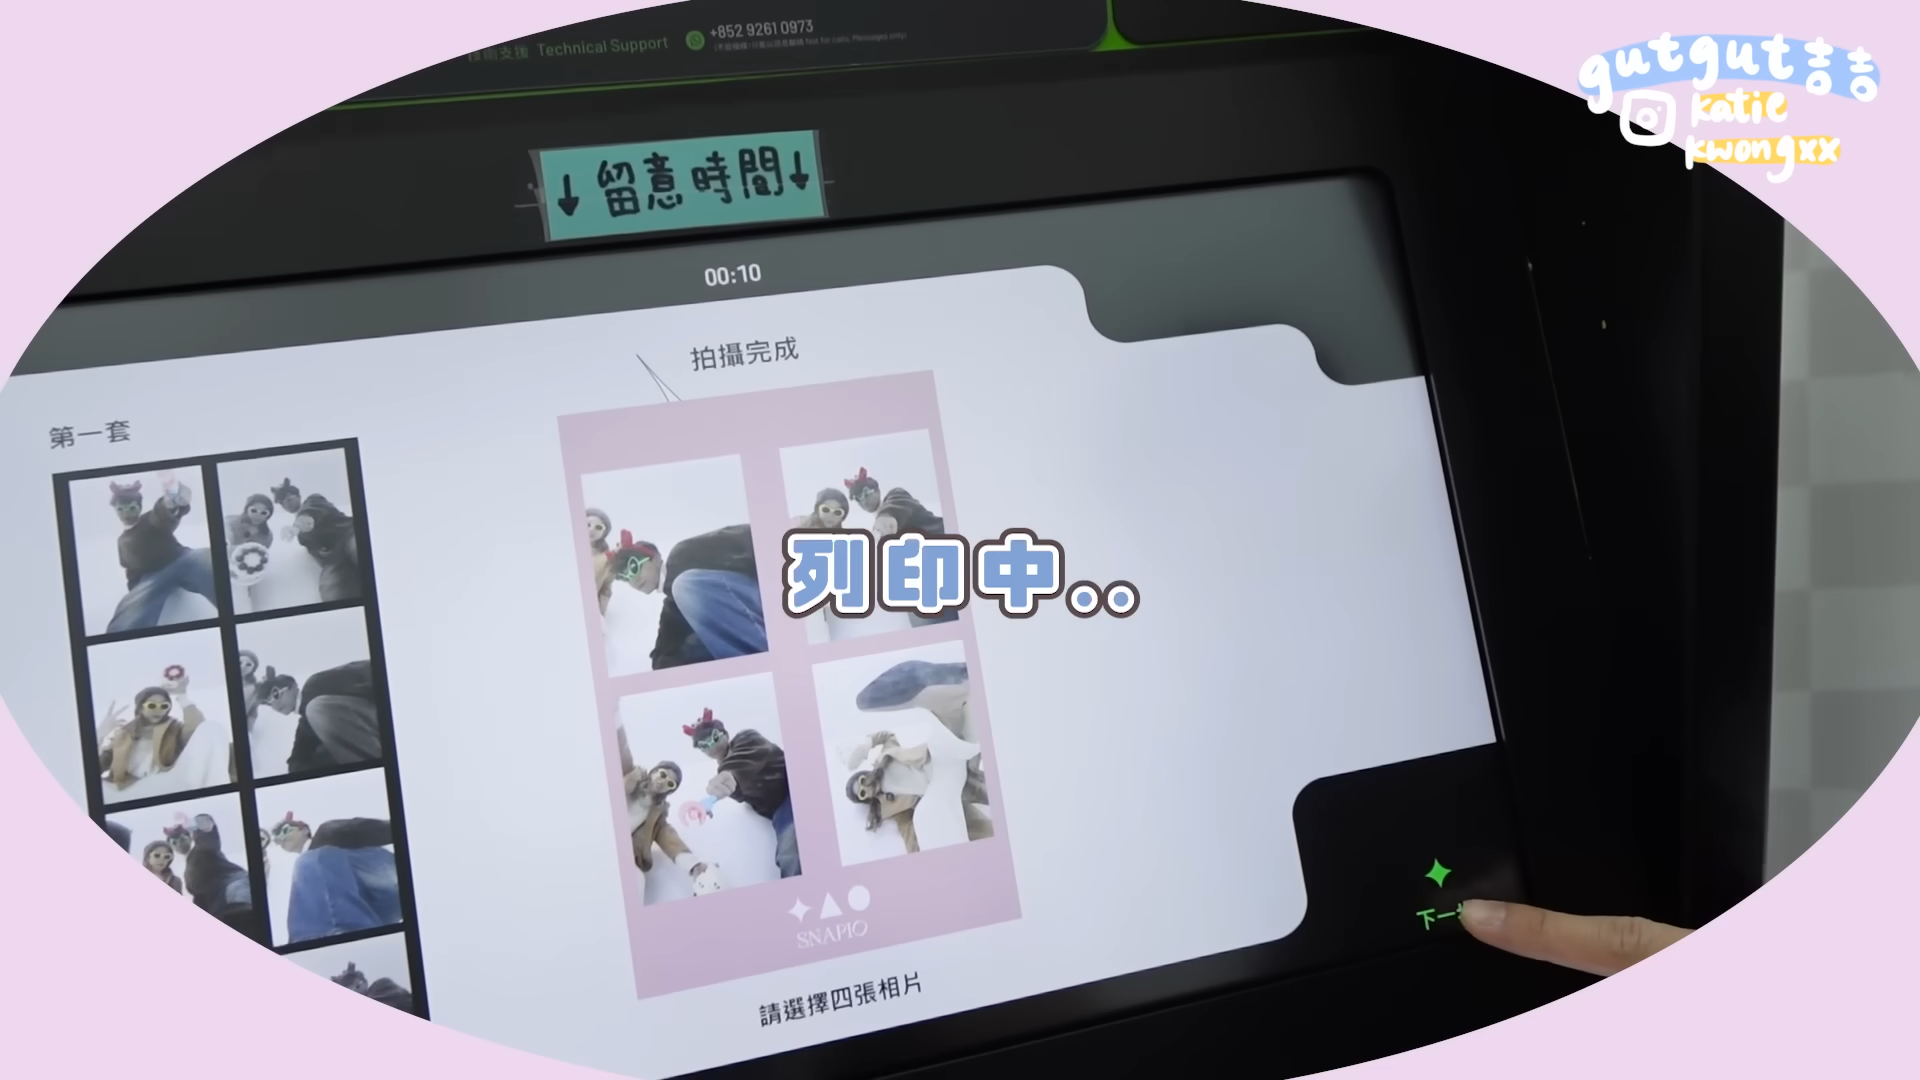 技術支援 Technical Support
+852 9261 0973
gutgut吉吉
katie
kwongxx
↓留意時間↓
00:10
拍攝完成
第一套
列印中..
SNAPIO
下一步
請選擇四張相片